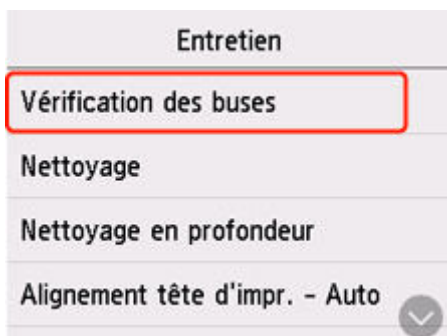 Entretien
Vérification des buses
Nettoyage
Nettoyage en profondeur
Alignement tête d'impr. - Auto